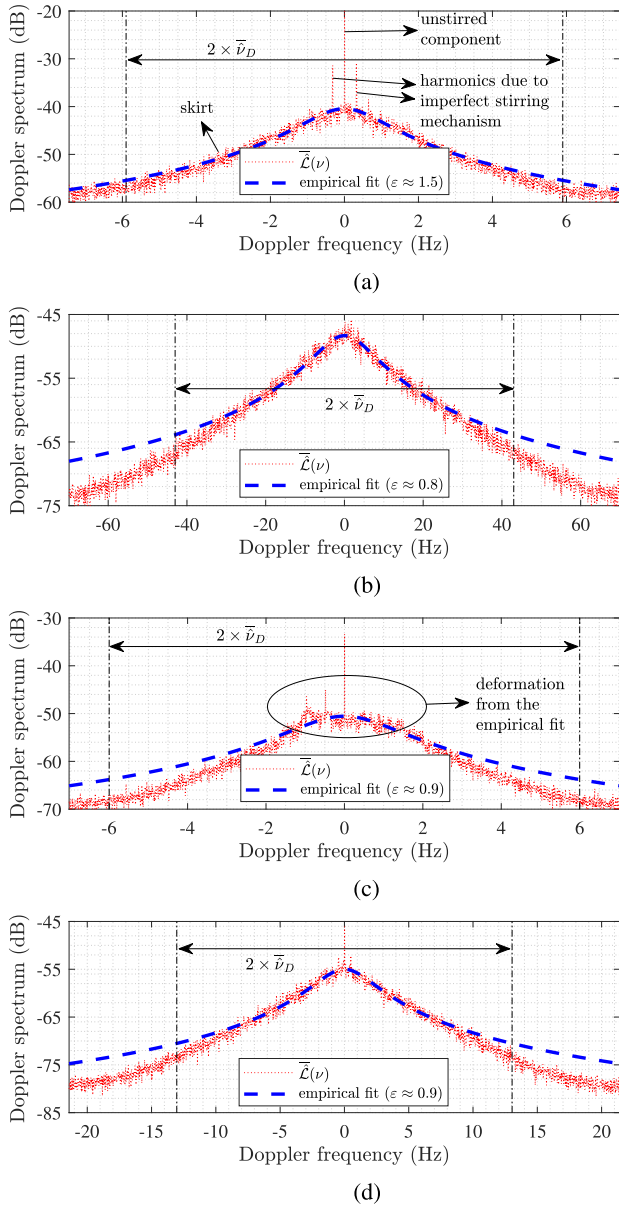 -20
-30
-40
-50
-60
Doppler spectrum (dB)
unstirred
component
2 × ν̂_D
harmonics due to
imperfect stirring
mechanism
skirt
ℒ̂(ν)
empirical fit (ε ≈ 1.5)
-6 -4 -2 0 2 4 6
Doppler frequency (Hz)
(a)
-45
-55
-65
-75
Doppler spectrum (dB)
2 × ν̂_D
ℒ̂(ν)
empirical fit (ε ≈ 0.8)
-60 -40 -20 0 20 40 60
Doppler frequency (Hz)
(b)
-30
-40
-50
-60
-70
Doppler spectrum (dB)
2 × ν̂_D
deformation
from the
empirical fit
ℒ̂(ν)
empirical fit (ε ≈ 0.9)
-6 -4 -2 0 2 4 6
Doppler frequency (Hz)
(c)
-45
-55
-65
-75
-85
Doppler spectrum (dB)
2 × ν̂_D
ℒ̂(ν)
empirical fit (ε ≈ 0.9)
-20 -15 -10 -5 0 5 10 15 20
Doppler frequency (Hz)
(d)